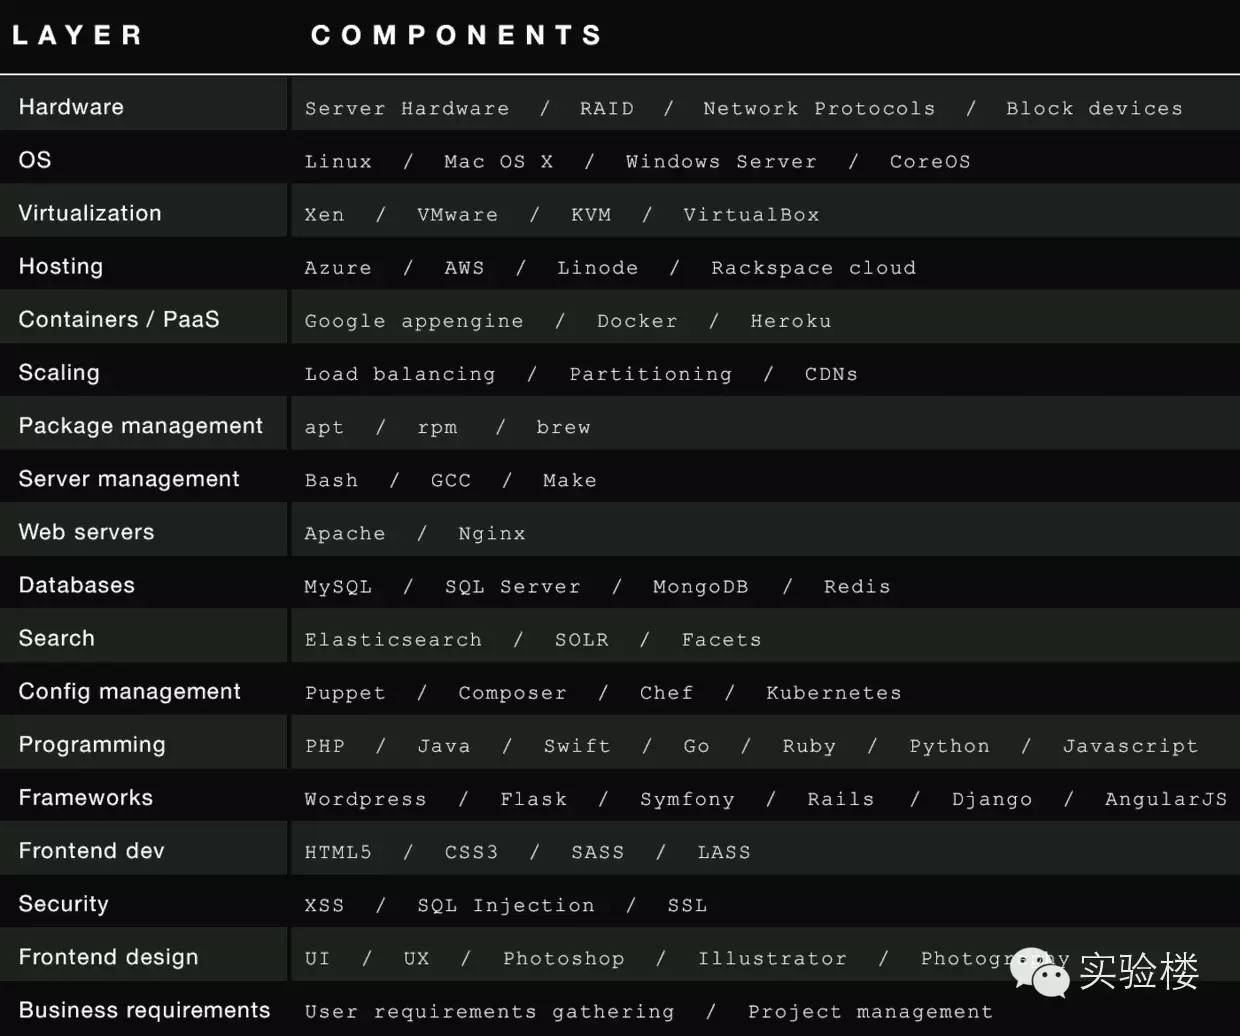 LAYER COMPONENTS
Hardware Server Hardware / RAID / Network Protocols / Block devices
OS Linux / Mac OS X / Windows Server / CoreOS
Virtualization Xen / VMware / KVM / VirtualBox
Hosting Azure / AWS / Linode / Rackspace cloud
Containers / PaaS Google appengine / Docker / Heroku
Scaling Load balancing / Partitioning / CDNs
Package management apt / rpm / brew
Server management Bash / GCC / Make
Web servers Apache / Nginx
Databases MySQL / SQL Server / MongoDB / Redis
Search Elasticsearch / SOLR / Facets
Config management Puppet / Composer / Chef / Kubernetes
Programming PHP / Java / Swift / Go / Ruby / Python / Javascript
Frameworks Wordpress / Flask / Symfony / Rails / Django / AngularJS
Frontend dev HTML5 / CSS3 / SASS / LASS
Security XSS / SQL Injection / SSL
Frontend design UI / UX / Photoshop / Illustrator / Photography
实验楼
Business requirements User requirements gathering / Project management